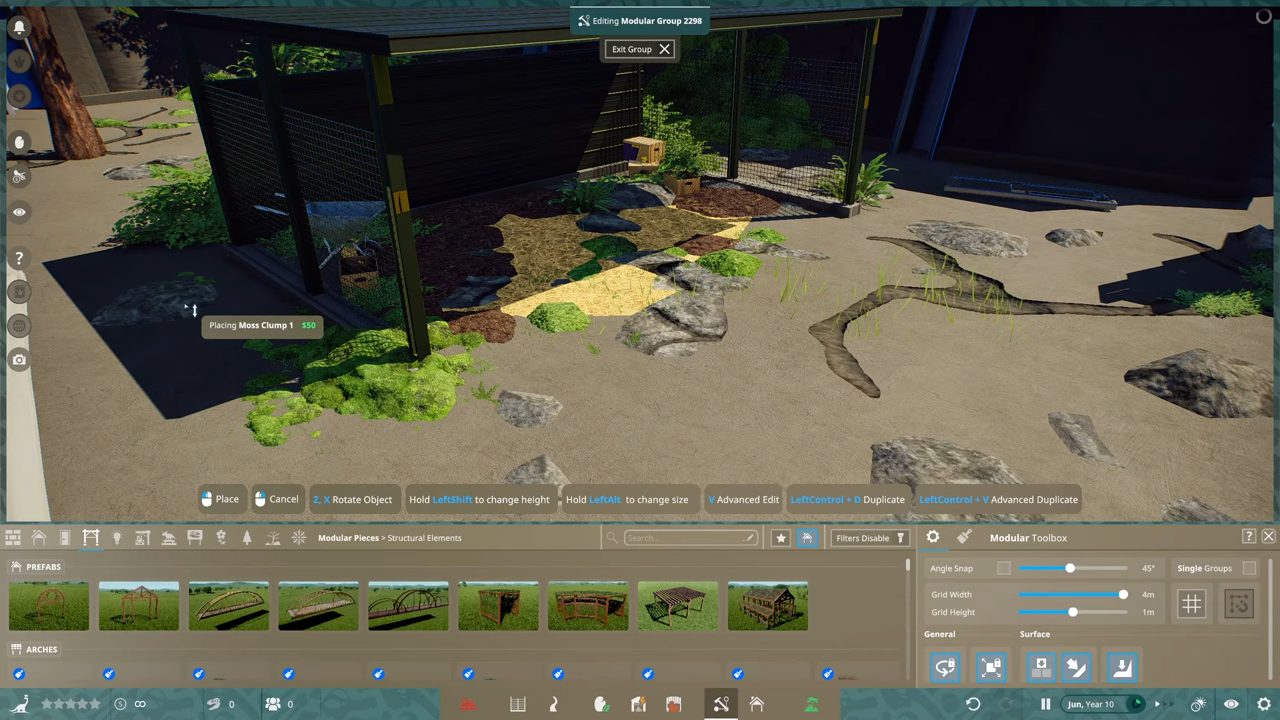 Editing Modular Group 2298
Exit Group
Placing Moss Clump 1 $50
Place
Cancel
Z, X Rotate Object
Hold LeftShift to change height
Hold LeftAlt to change size
V Advanced Edit
LeftControl + D Duplicate
LeftControl + V Advanced Duplicate
Modular Pieces > Structural Elements
Search...
Filters Disable
Modular Toolbox
?
PREFABS
Angle Snap
45°
Single Groups
Grid Width
4m
Grid Height
1m
General
Surface
ARCHES
?
$ ∞
0
0
Jun, Year 10